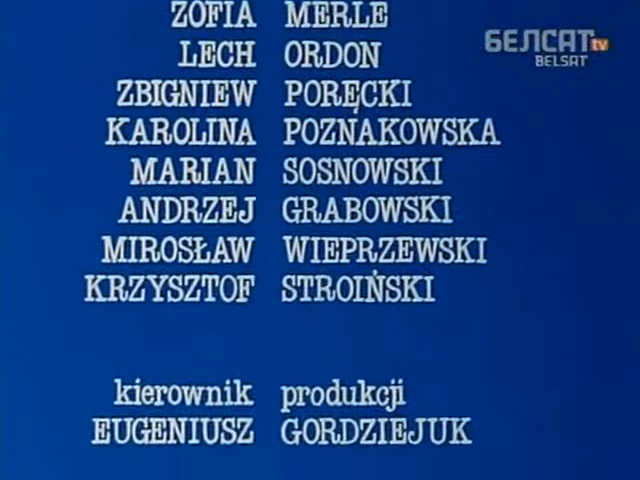 ZOFIA MERLE
БЕЛСАТ tv
BELSAT
LECH ORDON
ZBIGNIEW PORĘCKI
KAROLINA POZNAKOWSKA
MARIAN SOSNOWSKI
ANDRZEJ GRABOWSKI
MIROSŁAW WIEPRZEWSKI
KRZYSZTOF STROIŃSKI
kierownik produkcji
EUGENIUSZ GORDZIEJUK